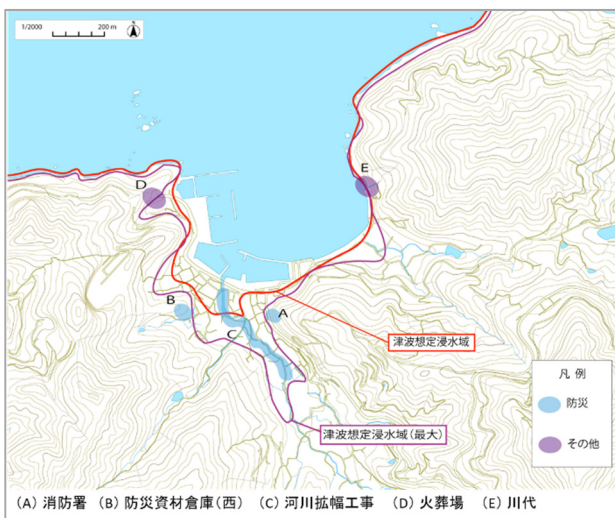 1/2000 200 m
E
D
B
A
C
津波想定浸水域
凡 例
防災
その他
津波想定浸水域(最大)
(A) 消防署 (B) 防災資材倉庫(西) (C) 河川拡幅工事 (D) 火葬場 (E) 川代